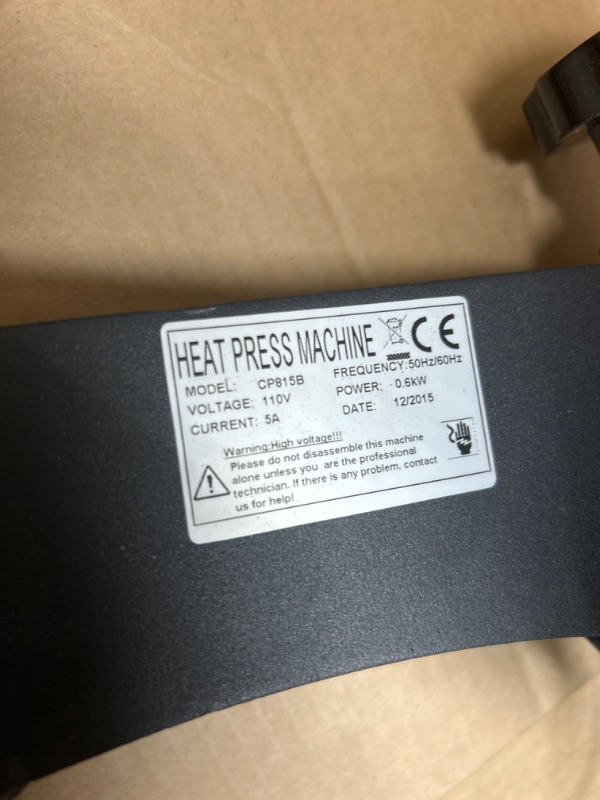 HEAT PRESS MACHINE CE
MODEL: CP815B FREQUENCY:50Hz/60Hz
VOLTAGE: 110V POWER: 0.6kW
CURRENT: 5A DATE: 12/2015
Warning:High voltage!!!
Please do not disassemble this machine
alone unless you are the professional
technician. If there is any problem, contact
us for help!